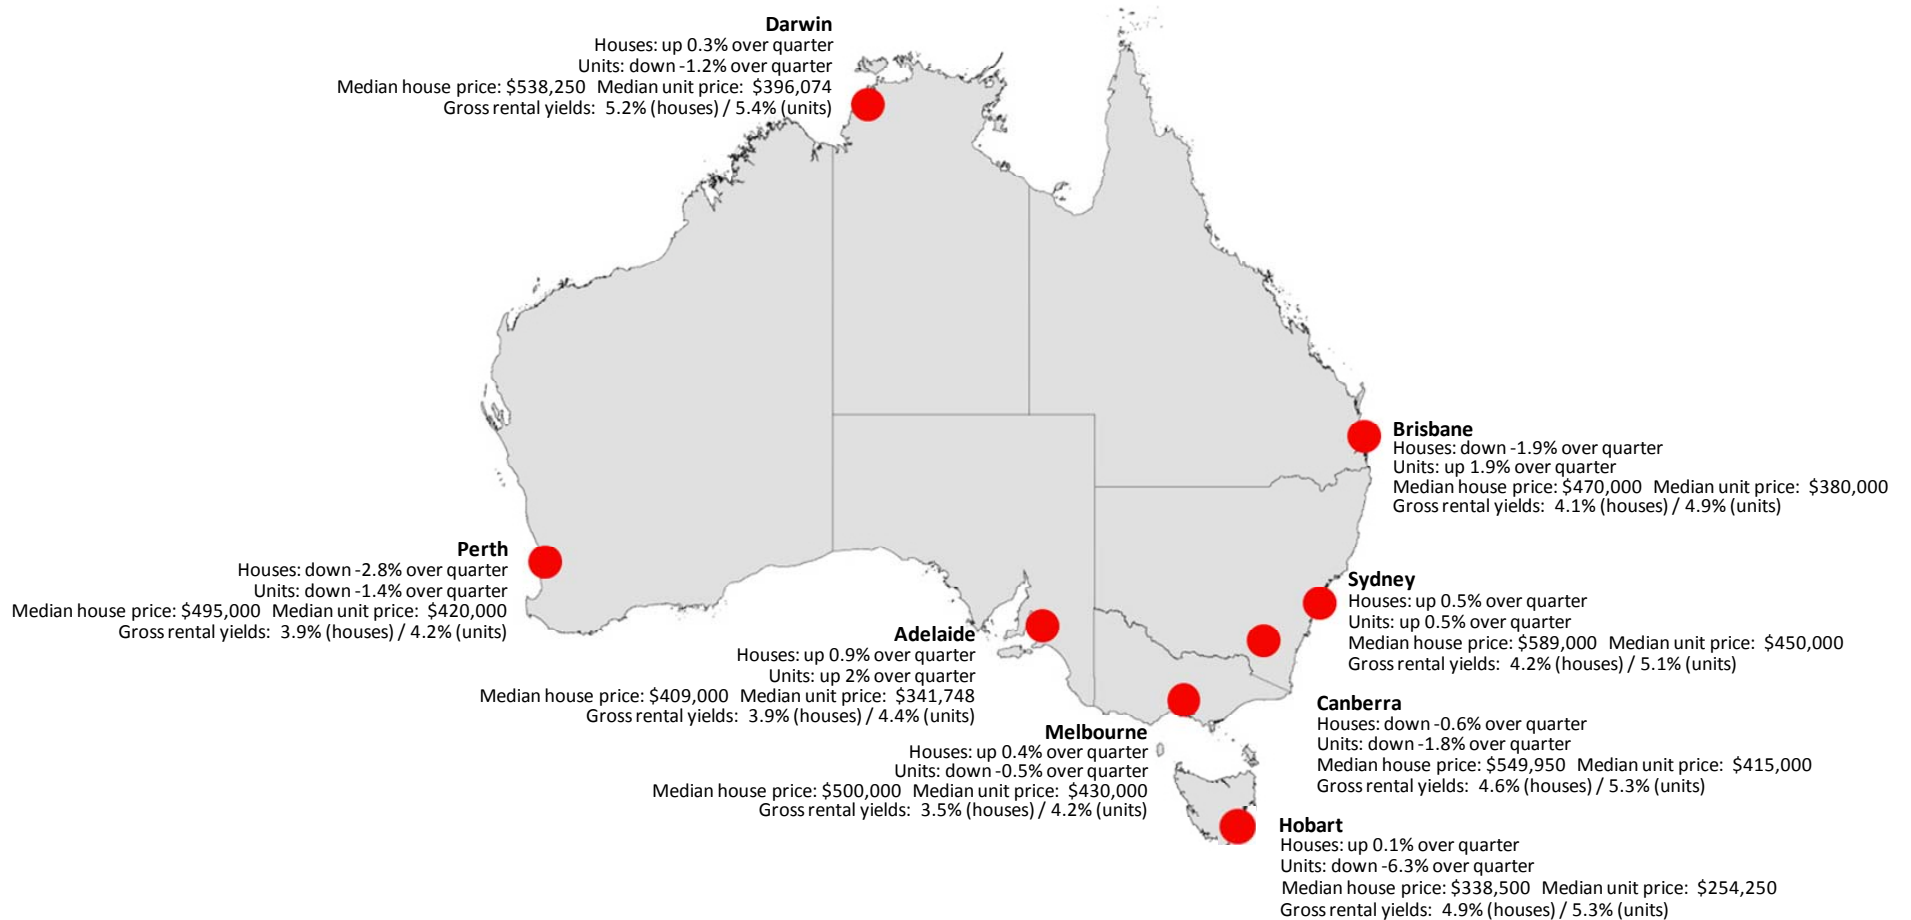 Darwin
Houses: up 0.3% over quarter
Units: down -1.2% over quarter
Median house price: $538,250 Median unit price: $396,074
Gross rental yields: 5.2% (houses) / 5.4% (units)
Brisbane
Houses: down -1.9% over quarter
Units: up 1.9% over quarter
Median house price: $470,000 Median unit price: $380,000
Gross rental yields: 4.1% (houses) / 4.9% (units)
Perth
Houses: down -2.8% over quarter
Units: down -1.4% over quarter
Median house price: $495,000 Median unit price: $420,000
Gross rental yields: 3.9% (houses) / 4.2% (units)
Sydney
Houses: up 0.5% over quarter
Units: up 0.5% over quarter
Median house price: $589,000 Median unit price: $450,000
Gross rental yields: 4.2% (houses) / 5.1% (units)
Adelaide
Houses: up 0.9% over quarter
Units: up 2% over quarter
Median house price: $409,000 Median unit price: $341,748
Gross rental yields: 3.9% (houses) / 4.4% (units)
Canberra
Houses: down -0.6% over quarter
Units: down -1.8% over quarter
Median house price: $549,950 Median unit price: $415,000
Gross rental yields: 4.6% (houses) / 5.3% (units)
Melbourne
Houses: up 0.4% over quarter
Units: down -0.5% over quarter
Median house price: $500,000 Median unit price: $430,000
Gross rental yields: 3.5% (houses) / 4.2% (units)
Hobart
Houses: up 0.1% over quarter
Units: down -6.3% over quarter
Median house price: $338,500 Median unit price: $254,250
Gross rental yields: 4.9% (houses) / 5.3% (units)